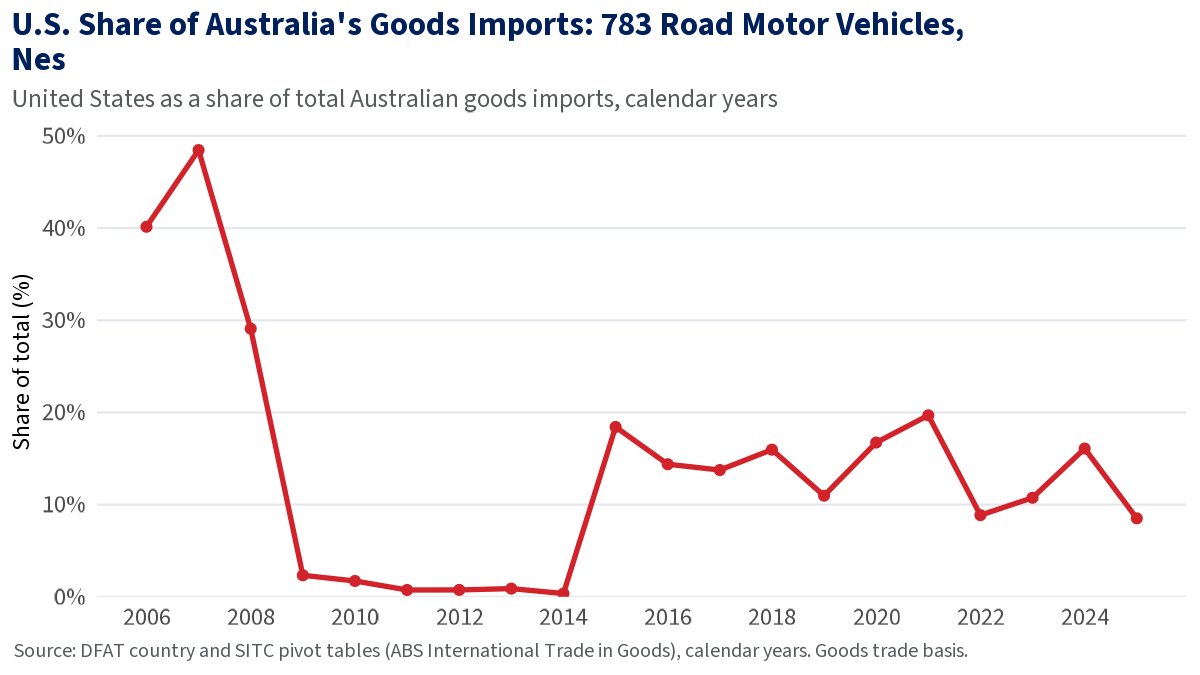 U.S. Share of Australia's Goods Imports: 783 Road Motor Vehicles,
Nes
United States as a share of total Australian goods imports, calendar years
Share of total (%)
50%
40%
30%
20%
10%
0%
2006 2008 2010 2012 2014 2016 2018 2020 2022 2024
Source: DFAT country and SITC pivot tables (ABS International Trade in Goods), calendar years. Goods trade basis.